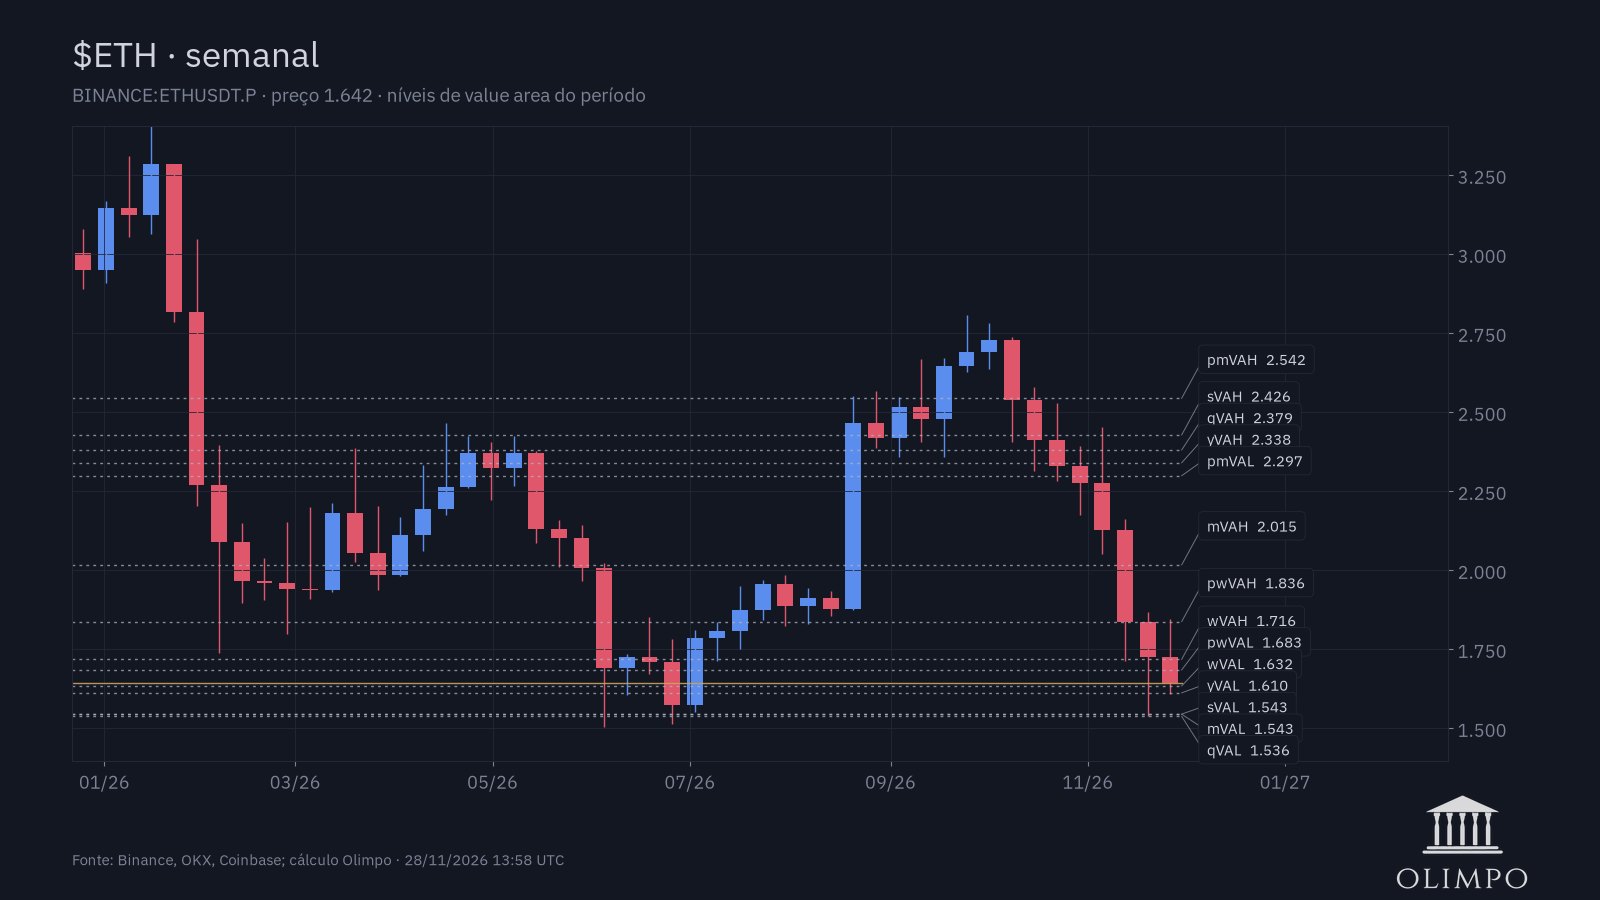 $ETH · semanal
BINANCE:ETHUSDT.P · preço 1.642 · níveis de value area do período
3.250
3.000
2.750
2.500
2.250
2.000
1.750
1.500
pmVAH 2.542
sVAH 2.426
qVAH 2.379
yVAH 2.338
pmVAL 2.297
mVAH 2.015
pwVAH 1.836
wVAH 1.716
pwVAL 1.683
wVAL 1.632
yVAL 1.610
sVAL 1.543
mVAL 1.543
qVAL 1.536
01/26 03/26 05/26 07/26 09/26 11/26 01/27
Fonte: Binance, OKX, Coinbase; cálculo Olimpo · 28/11/2026 13:58 UTC
OLIMPO